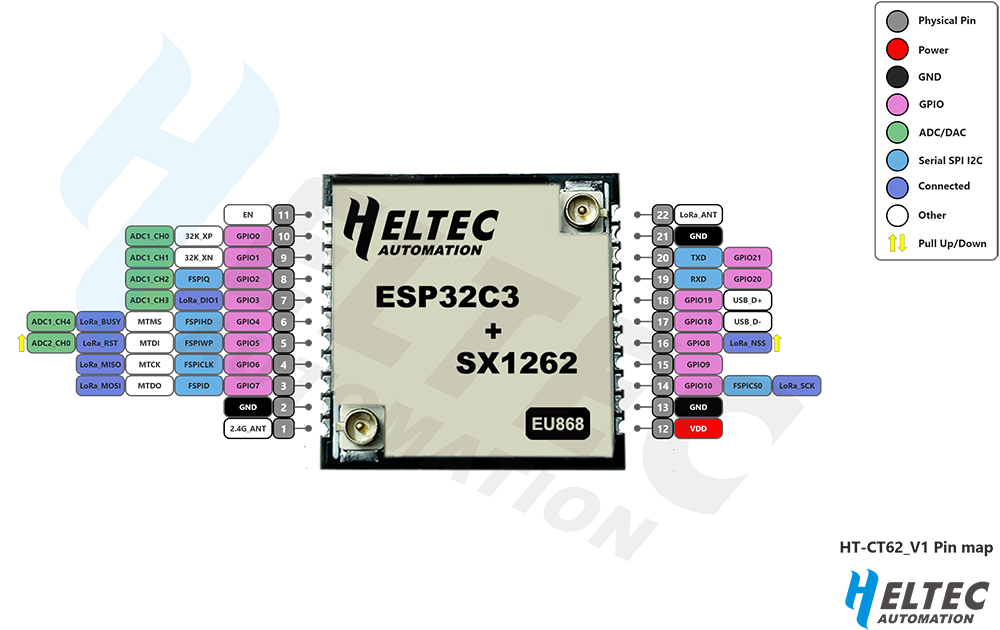 Physical Pin
Power
GND
GPIO
ADC/DAC
Serial SPI I2C
Connected
Other
Pull Up/Down
HELTEC
AUTOMATION
ESP32C3
+
SX1262
EU868
EN 11
ADC1_CH0 32K_XP GPIO0 10
ADC1_CH1 32K_XN GPIO1 9
ADC1_CH2 FSPIQ GPIO2 8
ADC1_CH3 LoRa_DIO1 GPIO3 7
ADC1_CH4 LoRa_BUSY MTMS FSPIHD GPIO4 6
ADC2_CH0 LoRa_RST MTDI FSPIWP GPIO5 5
LoRa_MISO MTCK FSPICLK GPIO6 4
LoRa_MOSI MTDO FSPID GPIO7 3
GND 2
2.4G_ANT 1
22 LoRa_ANT
21 GND
20 TXD GPIO21
19 RXD GPIO20
18 GPIO19 USB_D+
17 GPIO18 USB_D-
16 GPIO8 LoRa_NSS
15 GPIO9
14 GPIO10 FSPICS0 LoRa_SCK
13 GND
12 VDD
HELTEC
AUTOMATION
HT-CT62_V1 Pin map
HELTEC
AUTOMATION